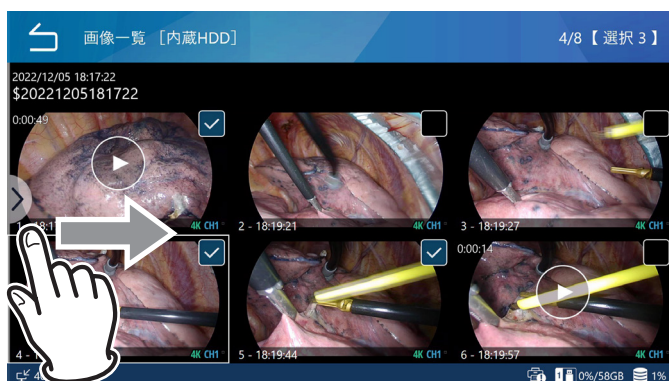 画像一覧 [内蔵HDD]
4/8【 選択 3 】
2022/12/05 18:17:22
$20221205181722
0:00:49
4K CH1
2 - 18:19:21
4K CH1
3 - 18:19:27
4K CH1
4K CH1
5 - 18:19:44
4K CH1
0:00:14
6 - 18:19:57
4K CH1
1
0%/58GB
1%